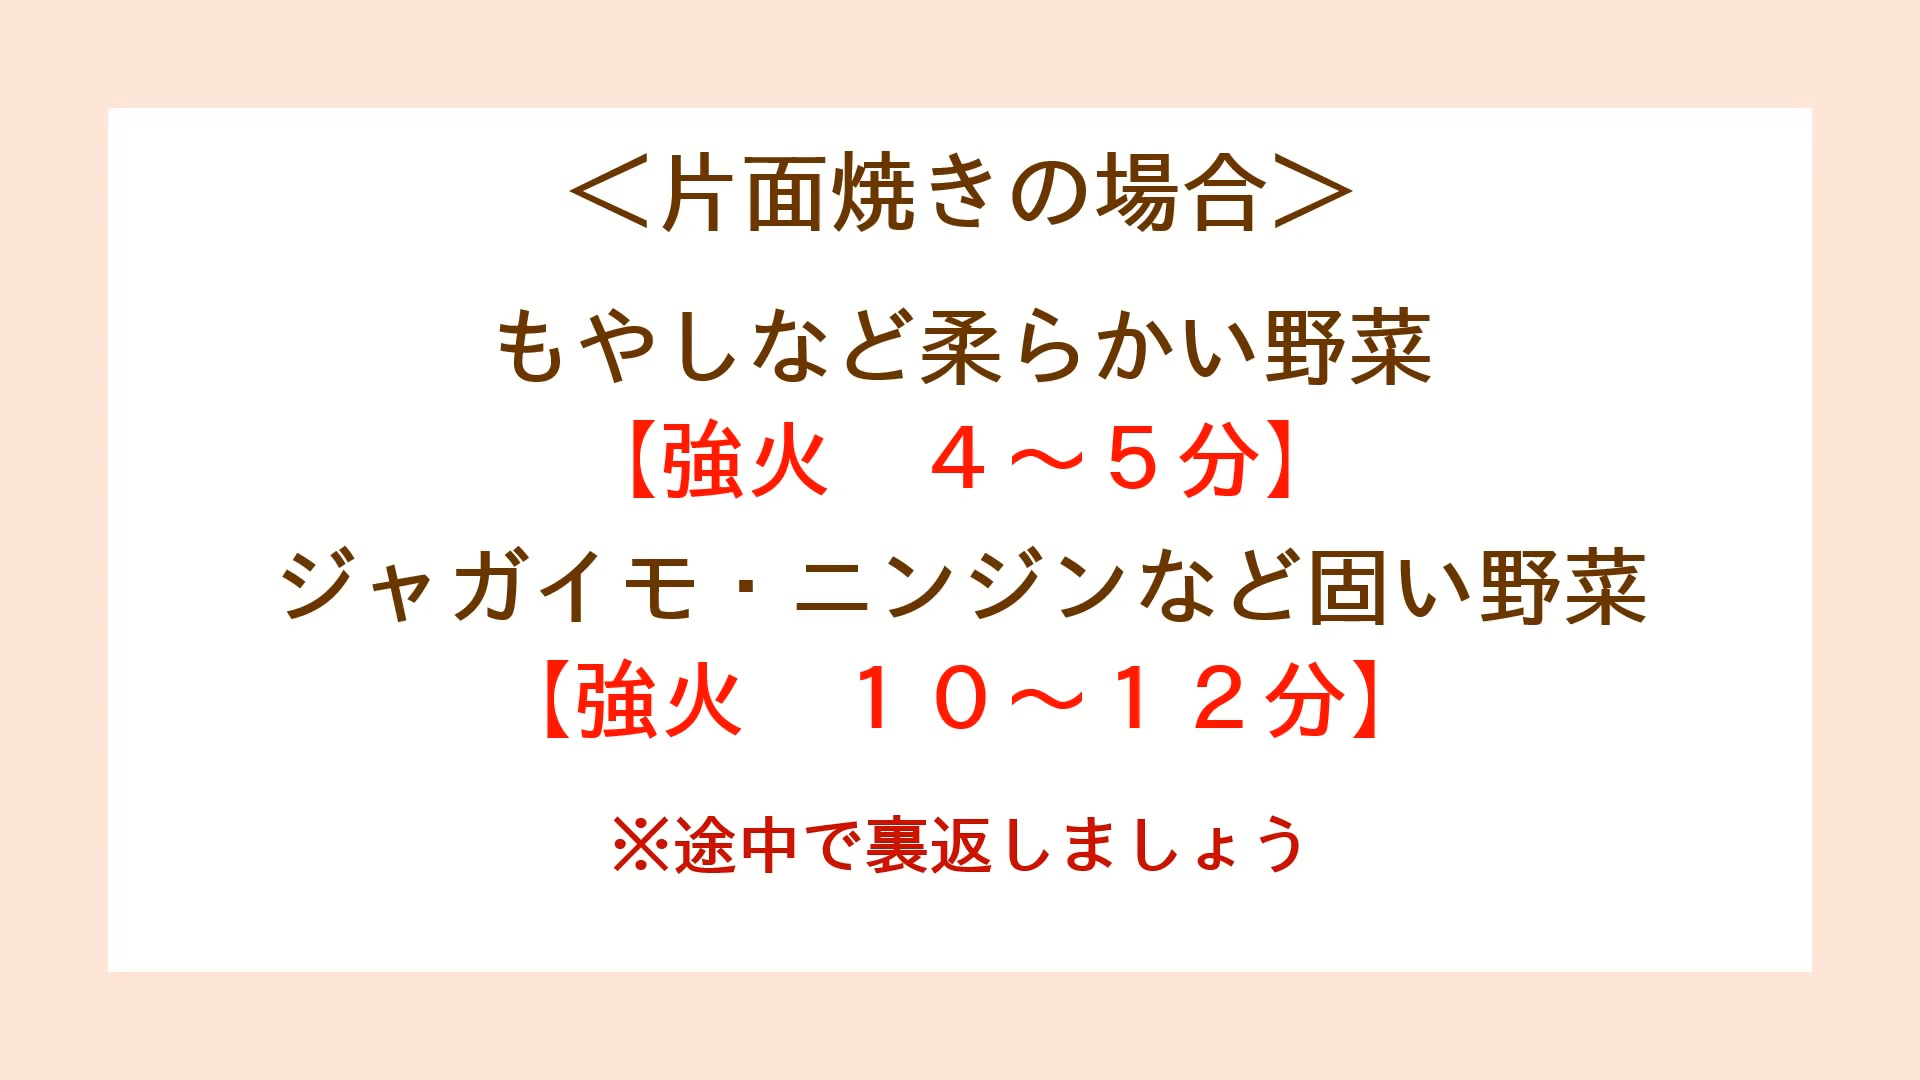 ＜片面焼きの場合＞
もやしなど柔らかい野菜
【強火　４～５分】
ジャガイモ・ニンジンなど固い野菜
【強火　１０～１２分】
※途中で裏返しましょう